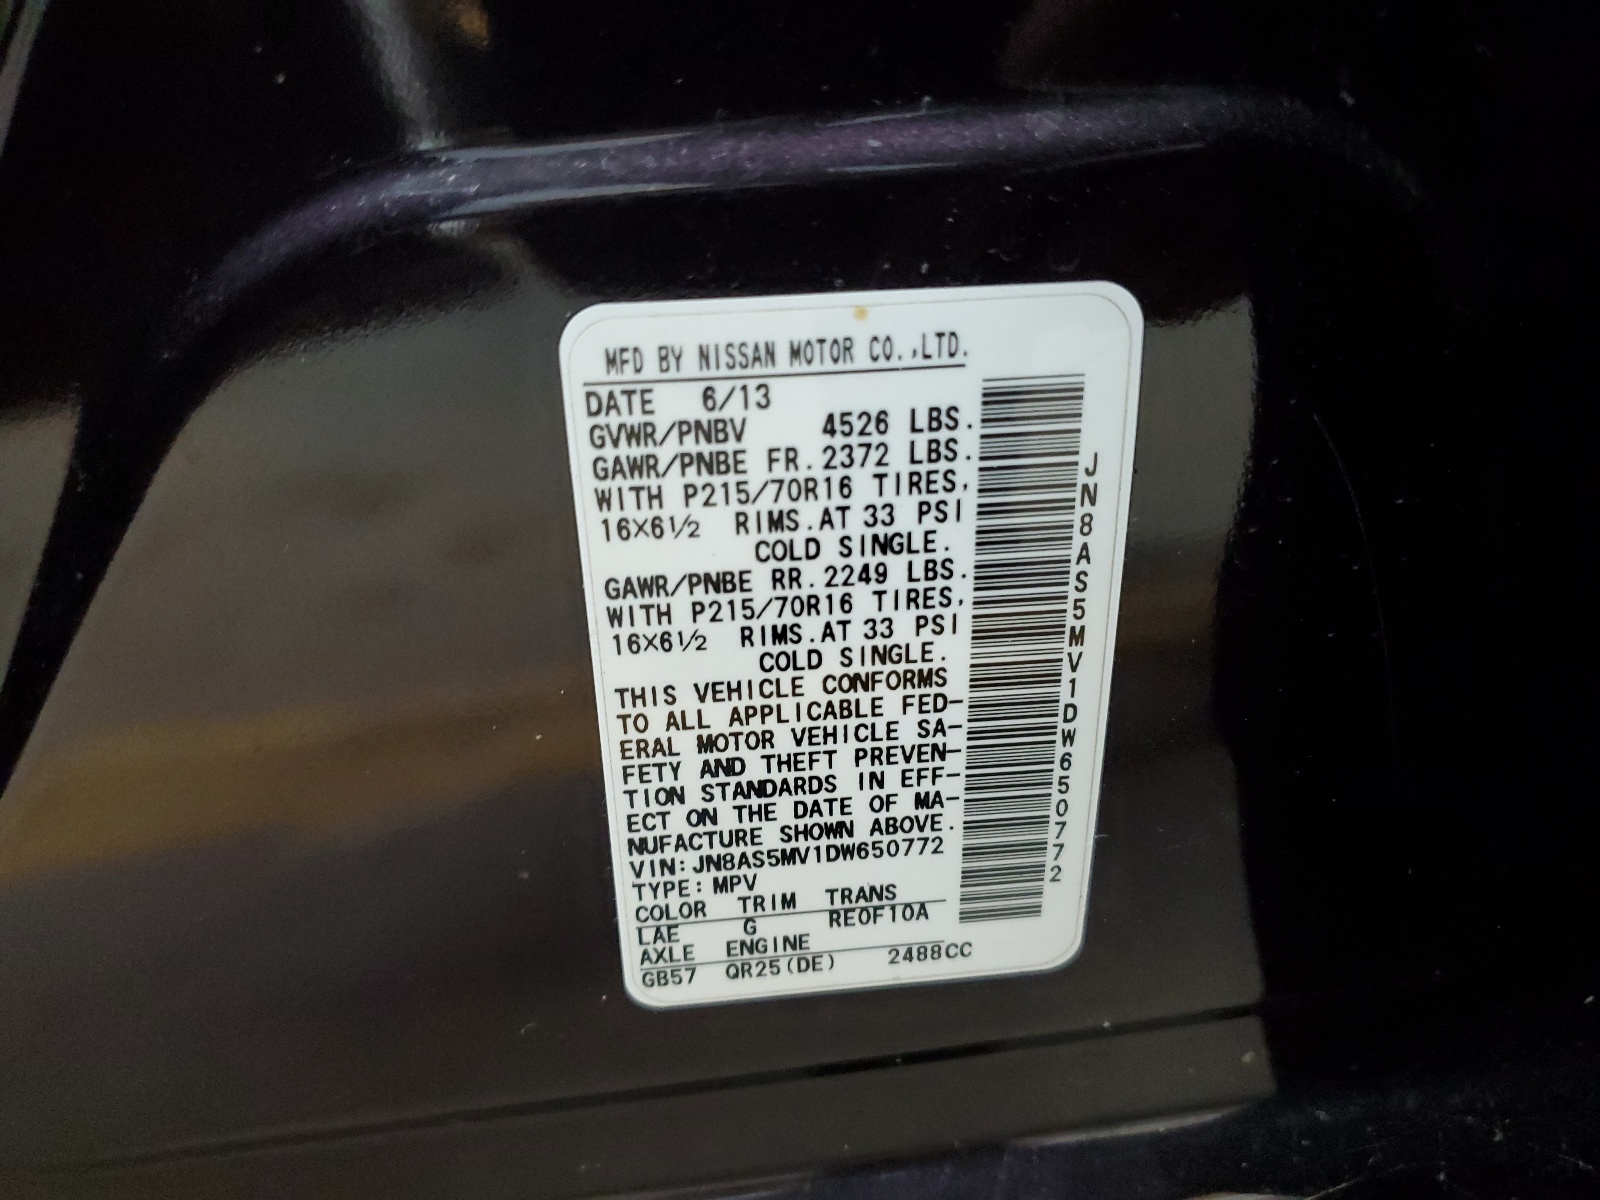 MFD BY NISSAN MOTOR CO.,LTD.
DATE 6/13
GVWR/PNBV 4526 LBS.
GAWR/PNBE FR. 2372 LBS.
WITH P215/70R16 TIRES,
16X6½ RIMS. AT 33 PSI
COLD SINGLE.
GAWR/PNBE RR. 2249 LBS.
WITH P215/70R16 TIRES,
16X6½ RIMS. AT 33 PSI
COLD SINGLE.
THIS VEHICLE CONFORMS
TO ALL APPLICABLE FED-
ERAL MOTOR VEHICLE SA-
FETY AND THEFT PREVEN-
TION STANDARDS IN EFF-
ECT ON THE DATE OF MA-
NUFACTURE SHOWN ABOVE.
VIN: JN8AS5MV1DW650772
TYPE: MPV
COLOR TRIM TRANS
LAE G RE0F10A
AXLE ENGINE
GB57 QR25(DE) 2488CC
JN8AS5MV1DW650772